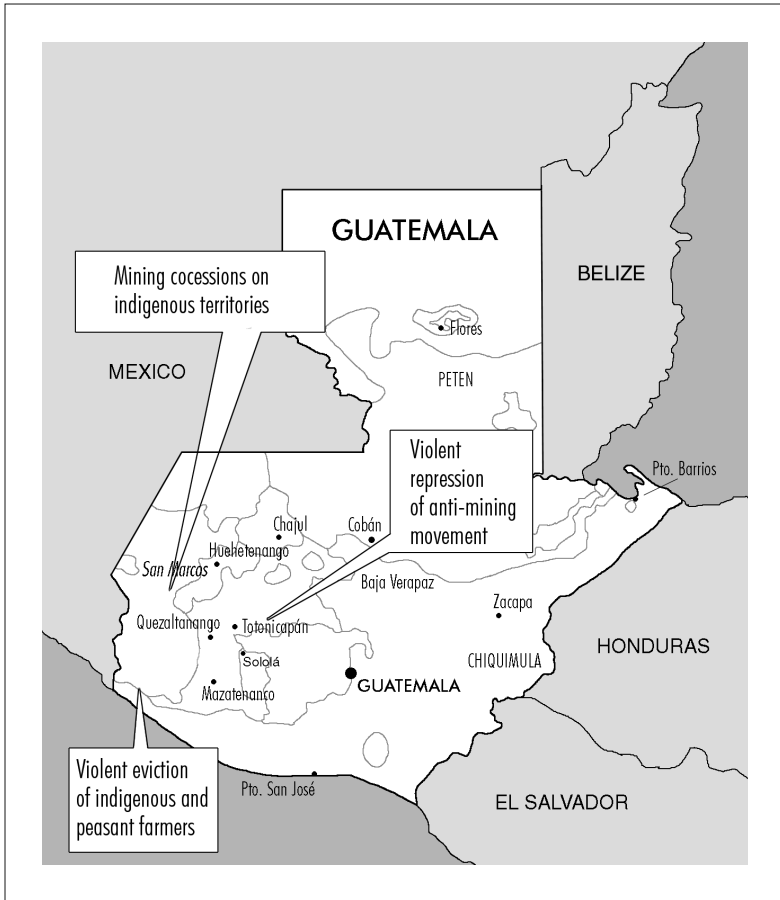 GUATEMALA
Mining cocessions on
indigenous territories
BELIZE
Flores
MEXICO
PETEN
Violent
repression
of anti-mining
movement
Pto. Barrios
Chajul
Cobán
Huehetenango
San Marcos
Baja Verapaz
Zacapa
Quezaltanango
Totonicapán
HONDURAS
Sololá
CHIQUIMULA
GUATEMALA
Mazatenanco
Violent eviction
of indigenous and
peasant farmers
Pto. San José
EL SALVADOR